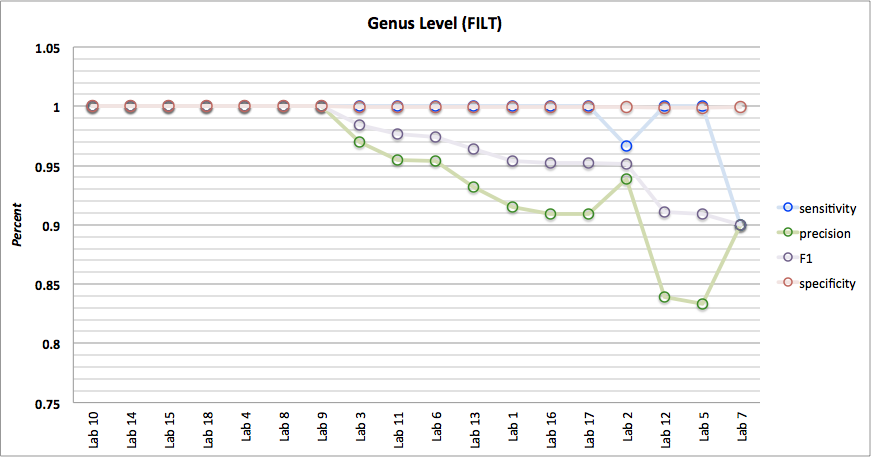 Genus Level (FILT)
1.05
1
0.95
0.9
0.85
0.8
0.75
Percent
Lab 10
Lab 14
Lab 15
Lab 18
Lab 4
Lab 8
Lab 9
Lab 3
Lab 11
Lab 6
Lab 13
Lab 1
Lab 16
Lab 17
Lab 2
Lab 12
Lab 5
Lab 7
sensitivity
precision
F1
specificity